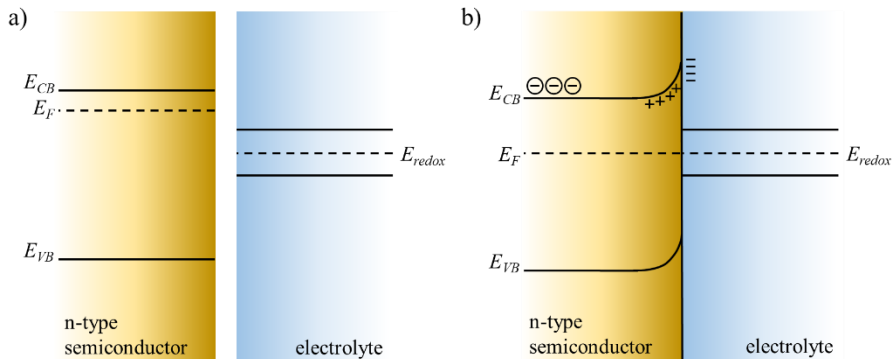 a)
E_CB
E_F
E_redox
E_VB
n-type
semiconductor
electrolyte
b)
E_CB
E_F
E_redox
E_VB
n-type
semiconductor
electrolyte